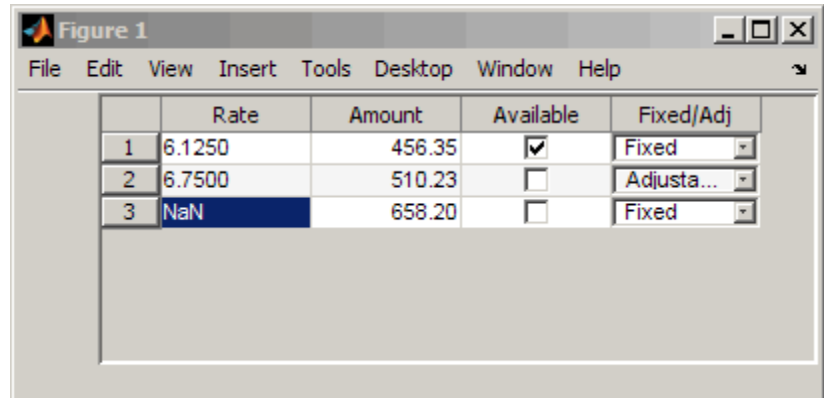 Figure 1
File Edit View Insert Tools Desktop Window Help
Rate Amount Available Fixed/Adj
1 6.1250 456.35 Fixed
2 6.7500 510.23 Adjusta...
3 NaN 658.20 Fixed